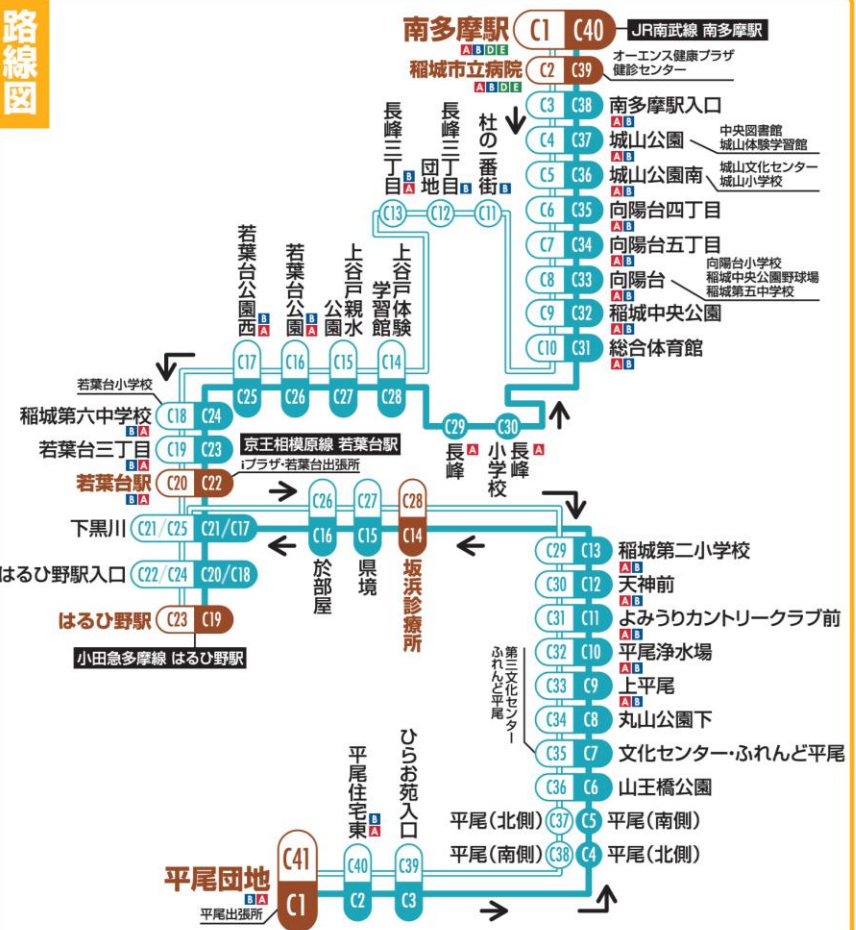 路線図
南多摩駅 C1 C40 JR南武線 南多摩駅
A B D E
稲城市立病院 C2 C39 オーエンス健康プラザ
健診センター
A B D E
C3 C38 南多摩駅入口
A B
C4 C37 城山公園 中央図書館
城山体験学習館
A B
C5 C36 城山公園南 城山文化センター
城山小学校
A B
C6 C35 向陽台四丁目
A B
C7 C34 向陽台五丁目
A B
C8 C33 向陽台 向陽台小学校
稲城中央公園野球場
稲城第五中学校
A B
C9 C32 稲城中央公園
A B
C10 C31 総合体育館
A B
杜の一番街 B
C11
長峰三丁目団地 B
C12
長峰三丁目 B A
C13
上谷戸体験学習館
C14 C28
上谷戸親水公園
C15 C27
若葉台公園 B A
C16 C26
若葉台公園西 B A
C17 C25
C29
長峰 A
C30
長峰小学校 A
若葉台小学校
稲城第六中学校 C18 C24
B A
若葉台三丁目 C19 C23
B A
京王相模原線 若葉台駅
iプラザ・若葉台出張所
若葉台駅 C20 C22
B A
下黒川 C21/C25 C21/C17
はるひ野駅入口 C22/C24 C20/C18
はるひ野駅 C23 C19
小田急多摩線 はるひ野駅
C26 C16
於部屋
C27 C15
県境
C28 C14
坂浜診療所
C29 C13 稲城第二小学校
A B
C30 C12 天神前
A B
C31 C11 よみうりカントリークラブ前
A B
C32 C10 平尾浄水場
A B
C33 C9 上平尾
A B
C34 C8 丸山公園下
第三文化センター
ふれんど平尾
C35 C7 文化センター・ふれんど平尾
C36 C6 山王橋公園
平尾(北側) C37 C5 平尾(南側)
平尾(南側) C38 C4 平尾(北側)
ひらお苑入口
C39 C3
平尾住宅東 B A
C40 C2
平尾団地 C41 C1
B A
平尾出張所